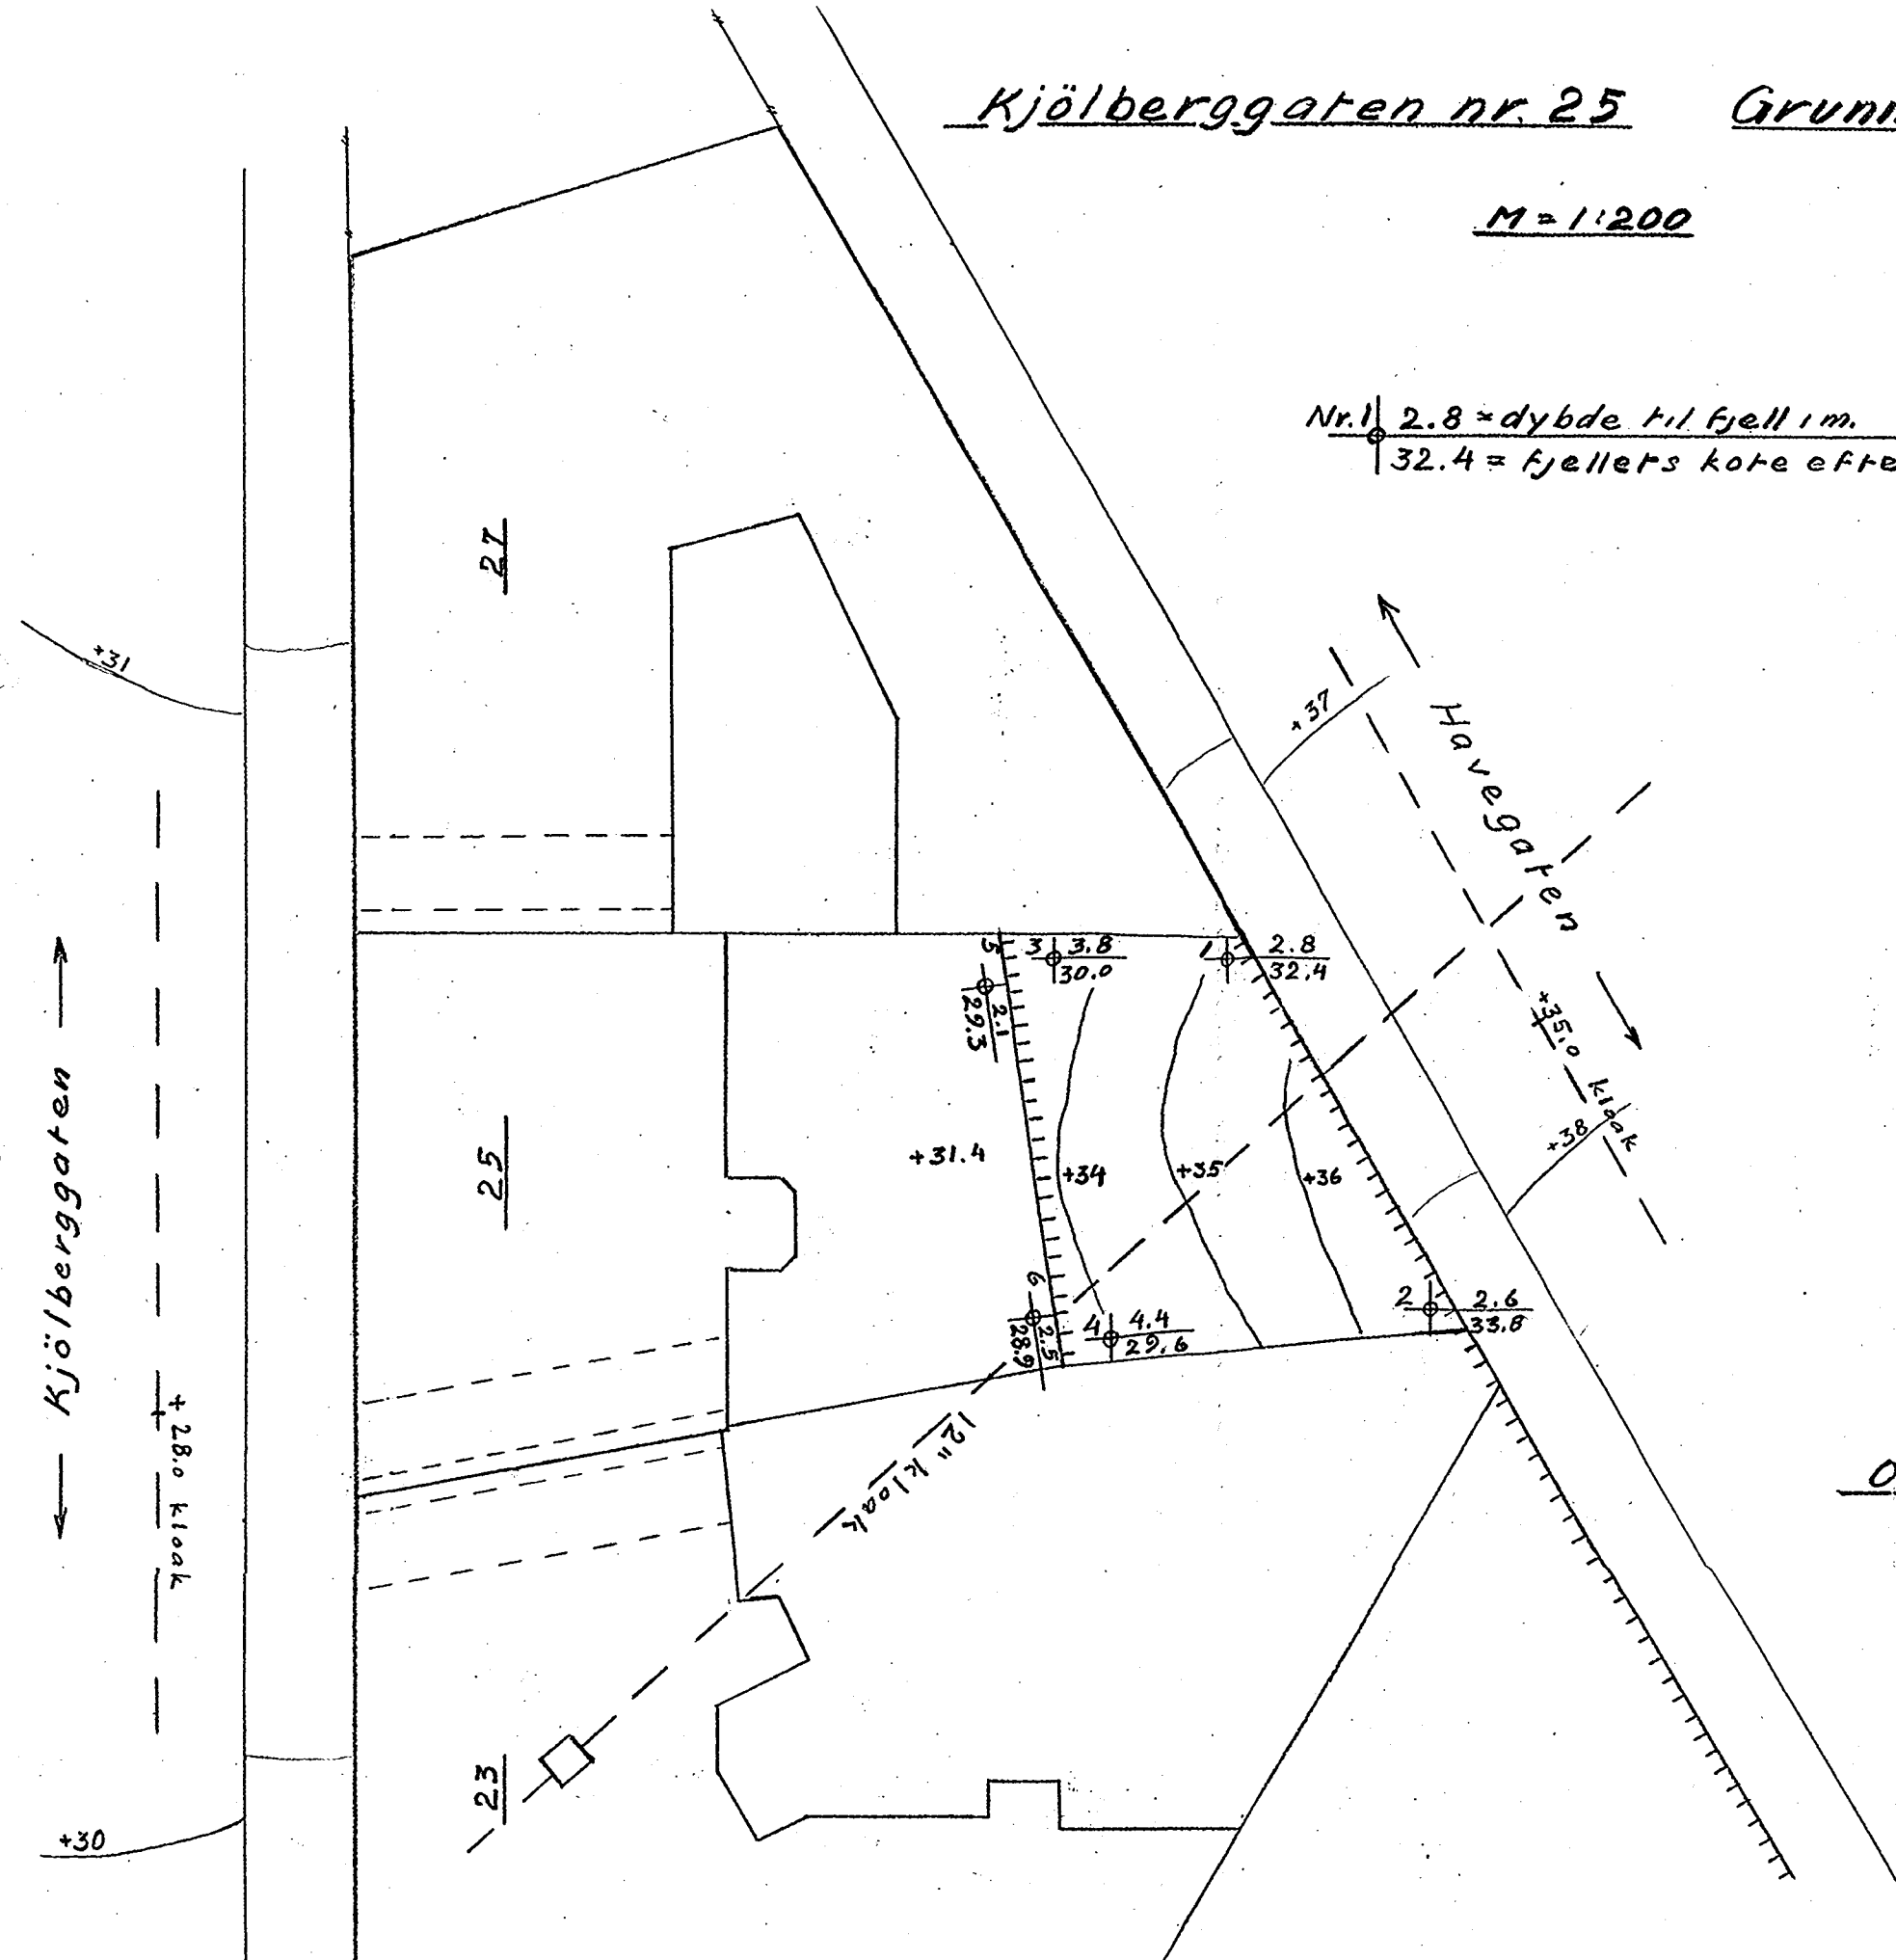 Kjölberggaten nr. 25 Grunn
M = 1:200
Nr.1 2.8 = dybde til fjell i m.
32.4 = fjellets kote efte
27
+31
+37
Havegaten
3 3.8
30.0
1 2.8
32.4
5 2.1
29.3
+35.0 kloak
+38
Kjölberggaten
25
+31.4
+34
+35
+36
6 2.5
28.9
4 4.4
29.6
2 2.6
33.8
12" kloak
+28.0 kloak
23
+30